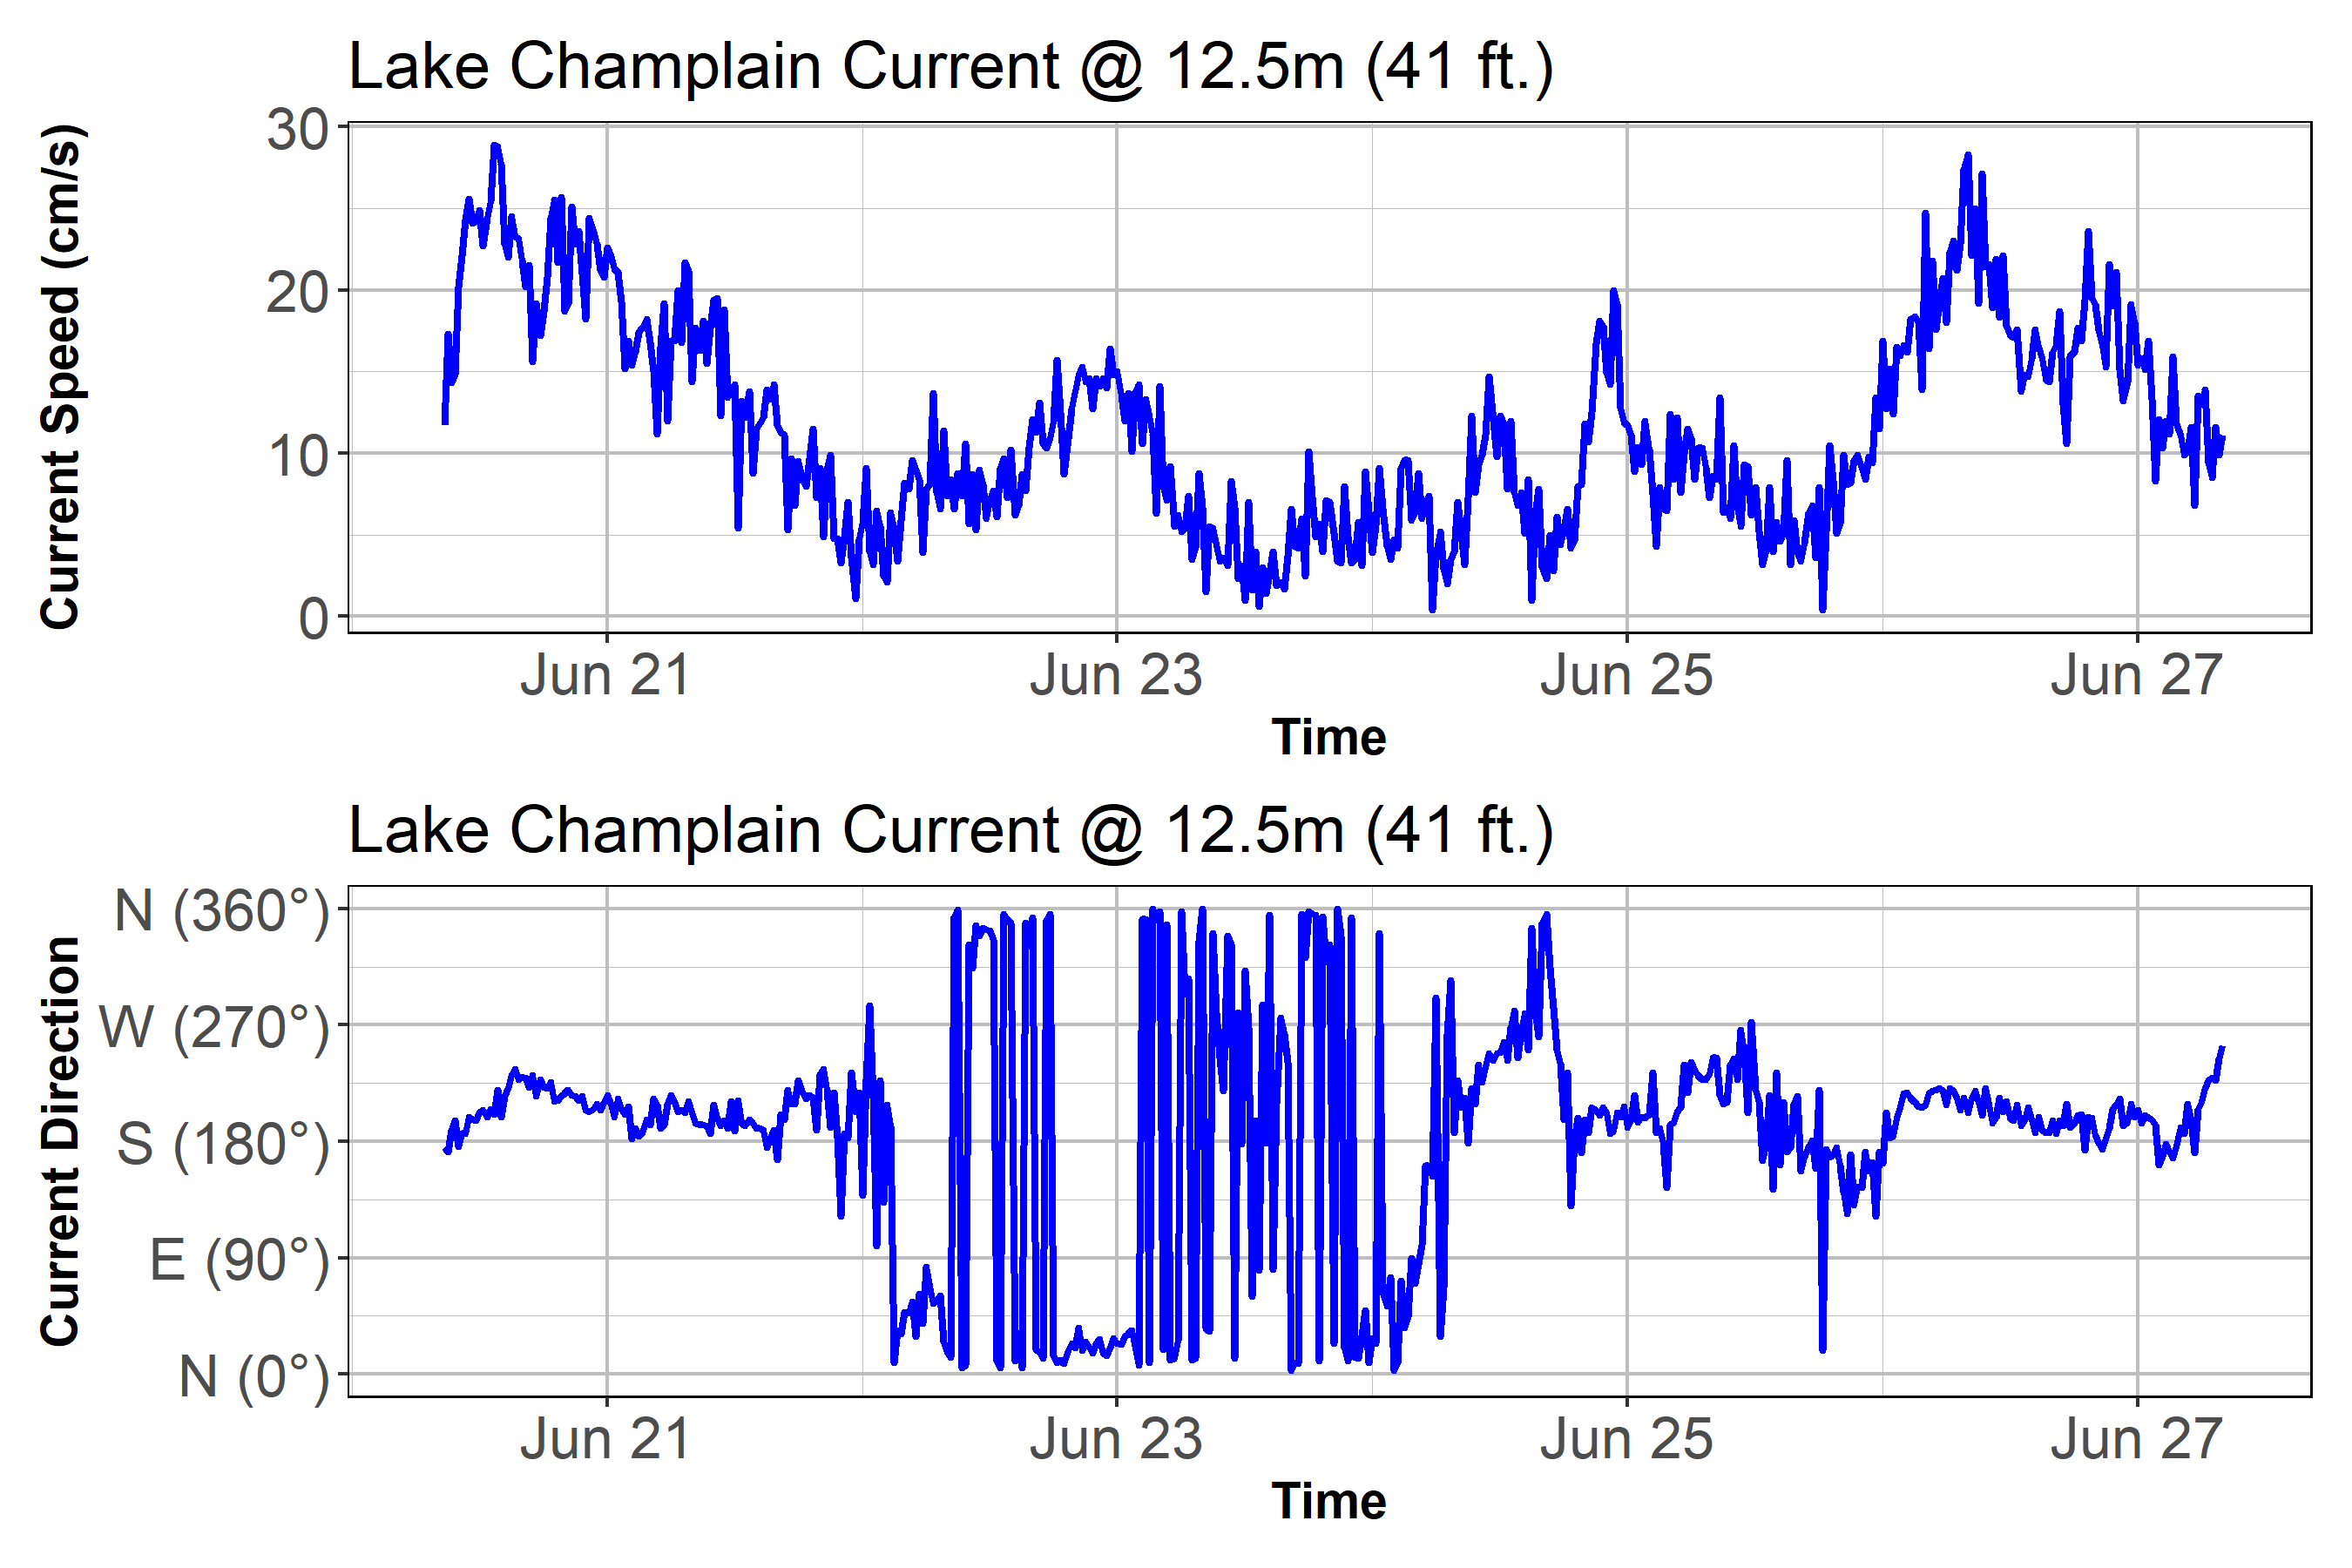 Lake Champlain Current @ 12.5m (41 ft.)
Current Speed (cm/s)
30
20
10
0
Jun 21 Jun 23 Jun 25 Jun 27
Time
Lake Champlain Current @ 12.5m (41 ft.)
Current Direction
N (360°)
W (270°)
S (180°)
E (90°)
N (0°)
Jun 21 Jun 23 Jun 25 Jun 27
Time